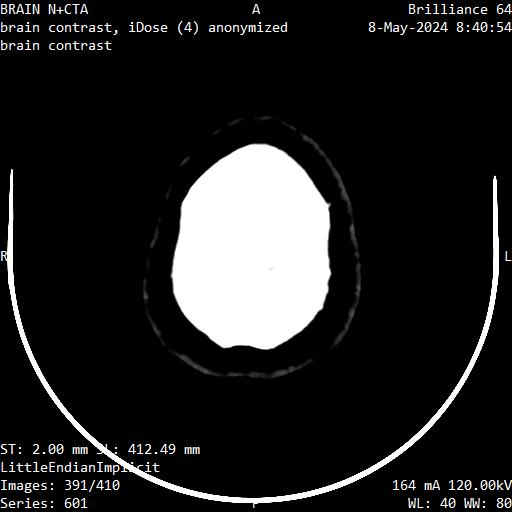 BRAIN N+CTA
A
Brilliance 64
brain contrast, iDose (4) anonymized
8-May-2024 8:40:54
brain contrast
R
L
ST: 2.00 mm SL: 412.49 mm
LittleEndianImplicit
Images: 391/410
164 mA 120.00kV
Series: 601
P
WL: 40 WW: 80